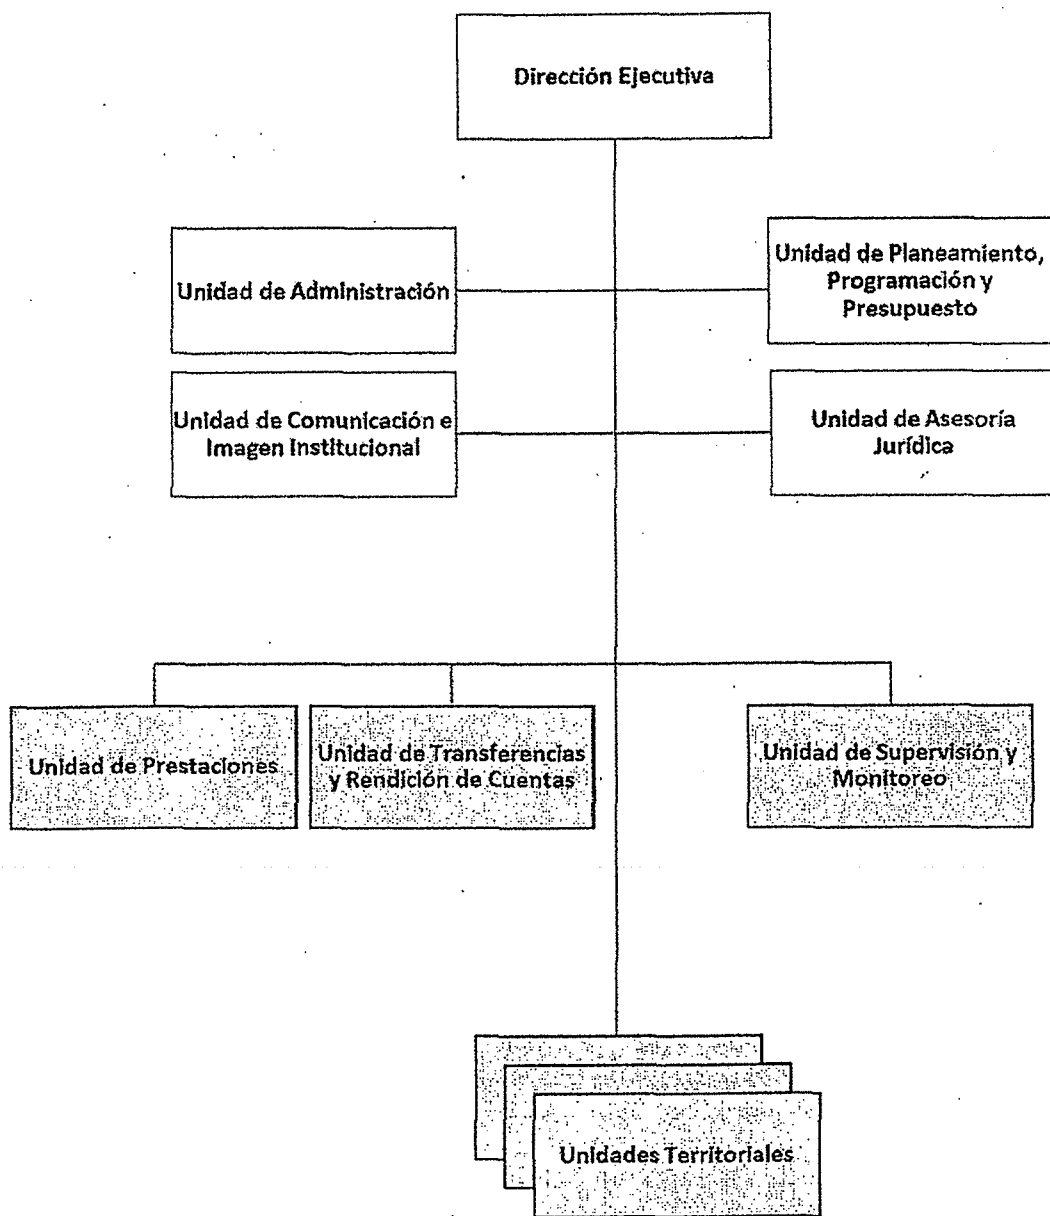 Dirección Ejecutiva
Unidad de Administración
Unidad de Planeamiento,
Programación y
Presupuesto
Unidad de Comunicación e
Imagen Institucional
Unidad de Asesoría
Jurídica
Unidad de Prestaciones
Unidad de Transferencias
y Rendición de Cuentas
Unidad de Supervisión y
Monitoreo
Unidades Territoriales